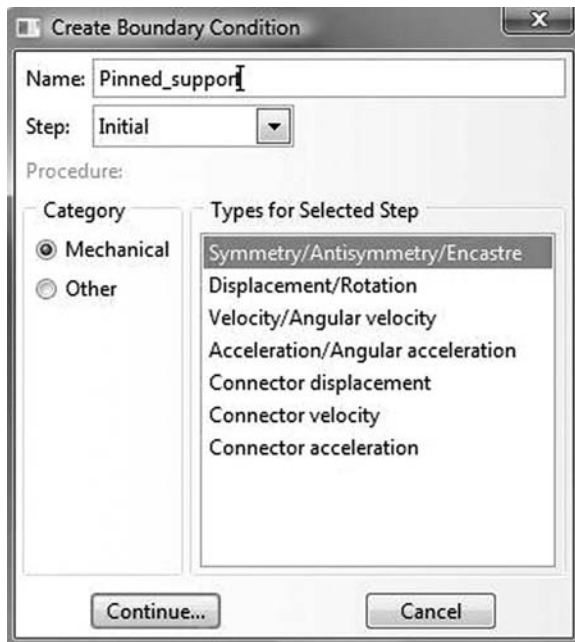 Create Boundary Condition
Name: Pinned_support
Step: Initial
Procedure:
Category
Mechanical
Other
Types for Selected Step
Symmetry/Antisymmetry/Encastre
Displacement/Rotation
Velocity/Angular velocity
Acceleration/Angular acceleration
Connector displacement
Connector velocity
Connector acceleration
Continue... Cancel